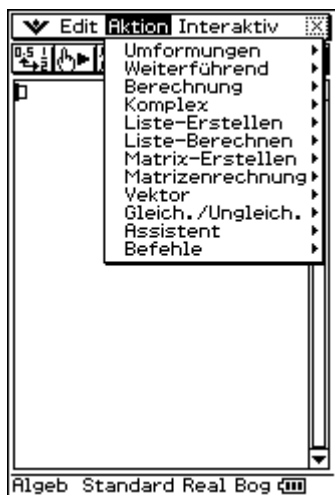 Edit Aktion Interaktiv
Umformungen
Weiterführend
Berechnung
Komplex
Liste-Erstellen
Liste-Berechnen
Matrix-Erstellen
Matrizenrechnung
Vektor
Gleich./Ungleich.
Assistent
Befehle
Algeb Standard Real Bog